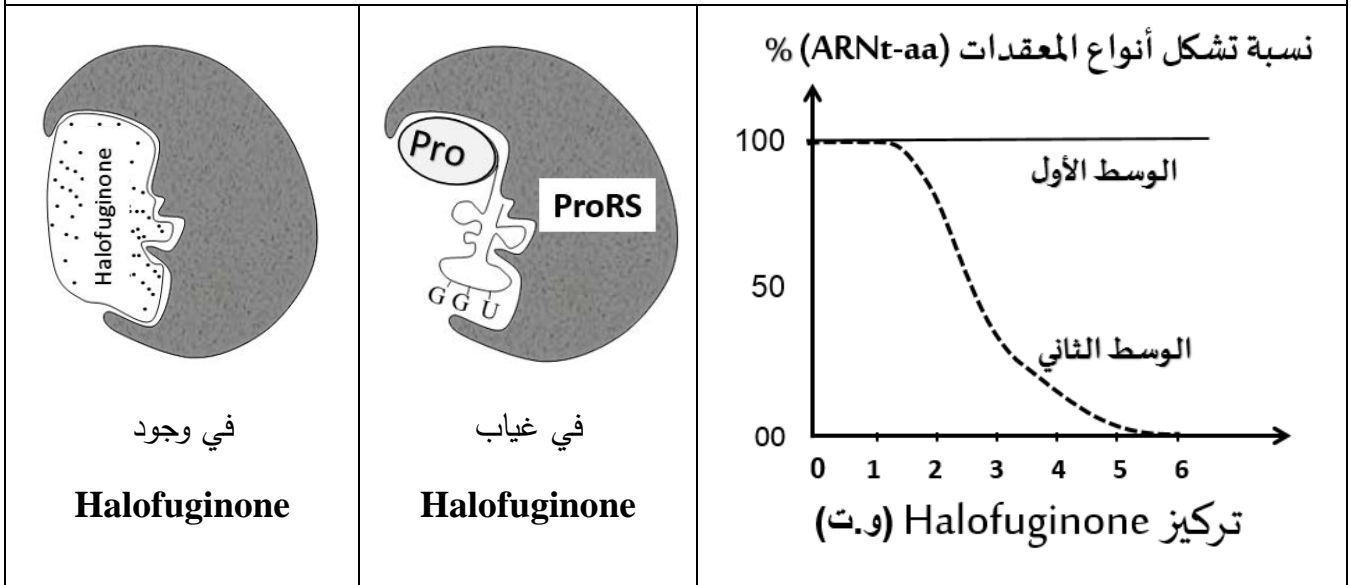 Halofuginone
في وجود
Halofuginone
Pro
ProRS
G G U
في غياب
Halofuginone
نسبة تشكل أنواع المعقدات (ARNt-aa) %
100
الوسط الأول
50
الوسط الثاني
00
0 1 2 3 4 5 6
تركيز Halofuginone (و.ت)